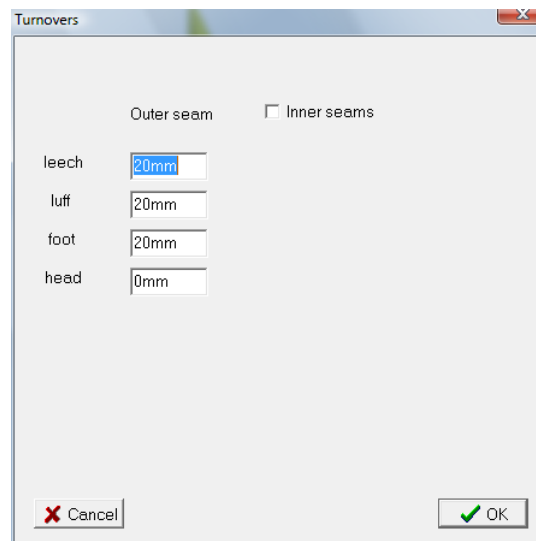 Turnovers
Outer seam Inner seams
leech 20mm
luff 20mm
foot 20mm
head 0mm
Cancel OK